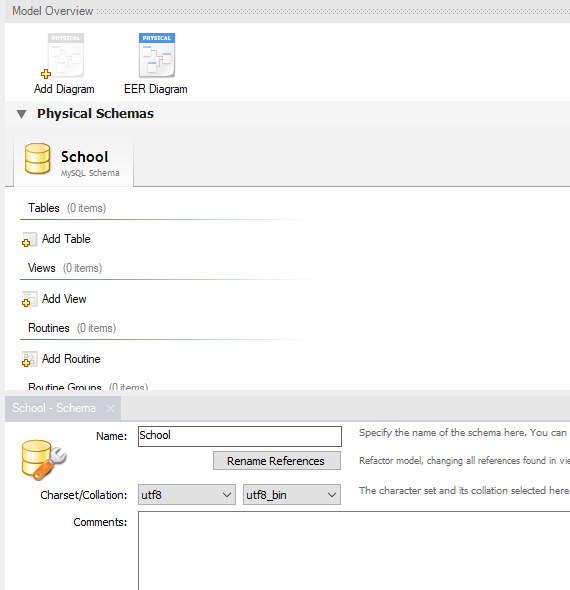 Model Overview
PHYSICAL
PHYSICAL
Add Diagram
EER Diagram
Physical Schemas
School
MySQL Schema
Tables (0 items)
Add Table
Views (0 items)
Add View
Routines (0 items)
Add Routine
Routine Groups (0 items)
School - Schema
Name: School
Specify the name of the schema here. You can
Rename References
Refactor model, changing all references found in vie
Charset/Collation: utf8 utf8_bin
The character set and its collation selected here
Comments: